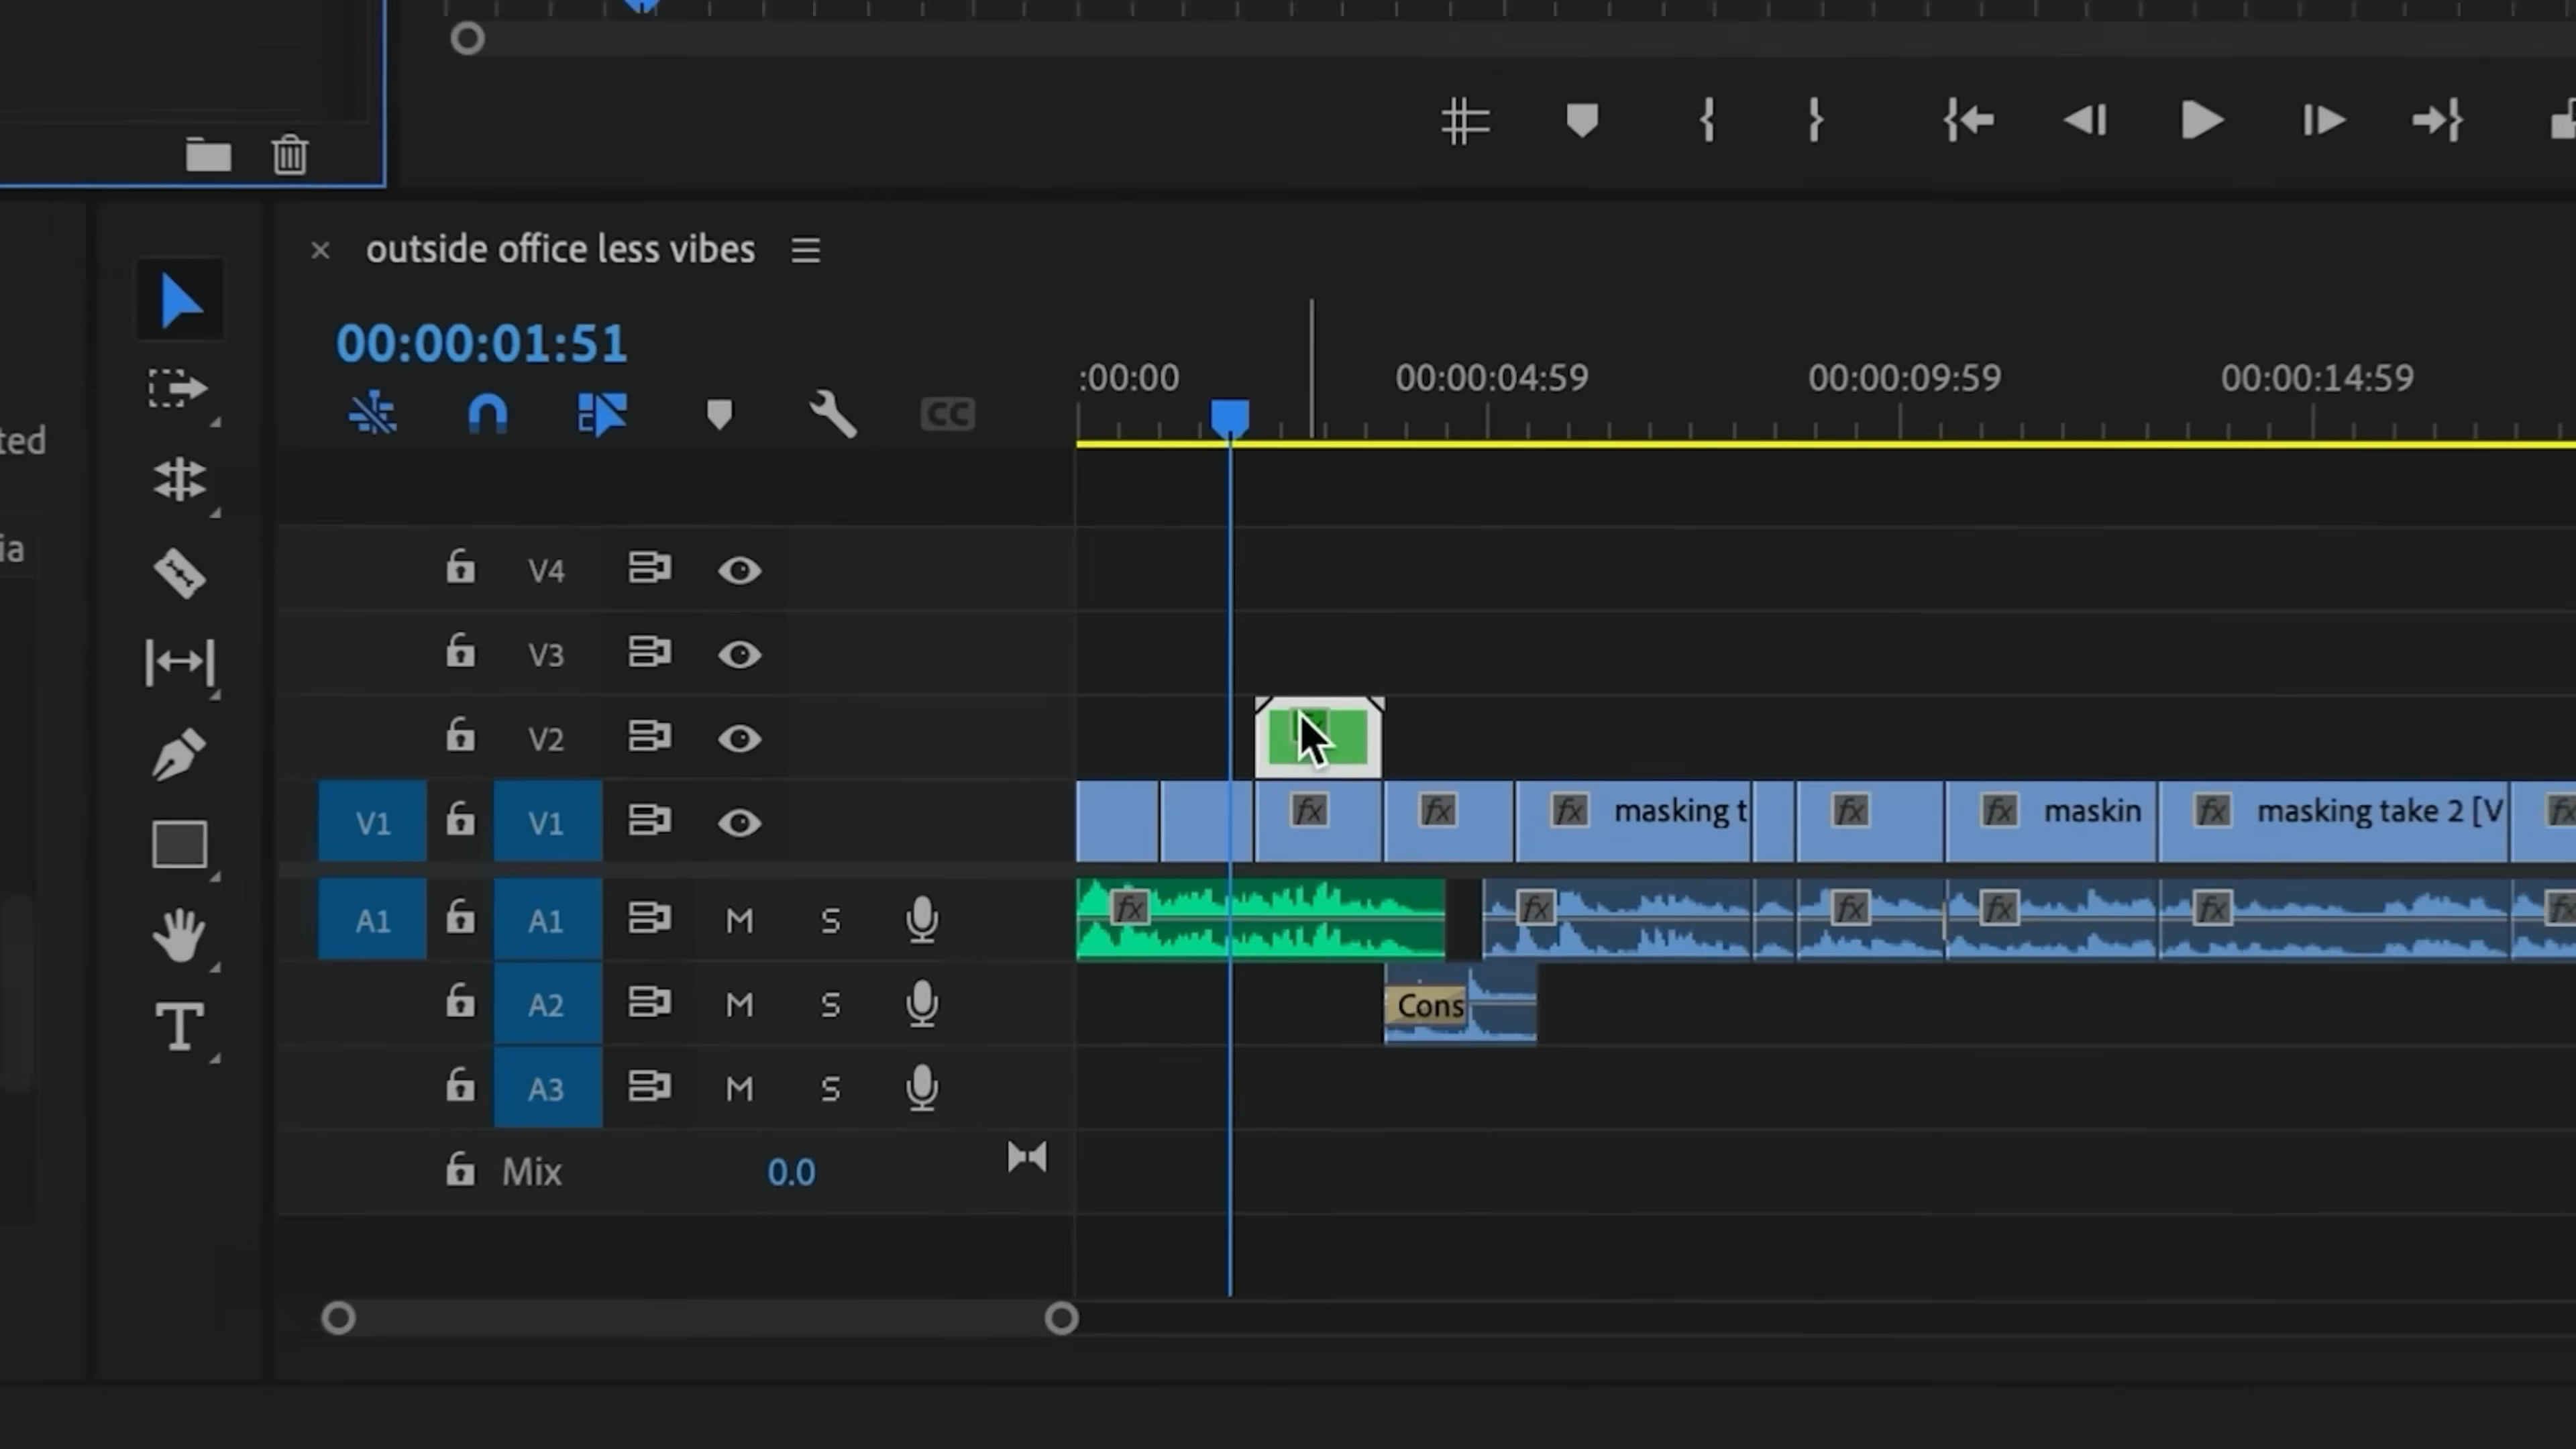 outside office less vibes
00:00:01:51
:00:00 00:00:04:59 00:00:09:59 00:00:14:59
CC
ted
ia
V4
V3
V2
V1 V1 fx fx fx masking t fx fx maskin fx masking take 2 [V fx
A1 A1 M S fx fx fx fx fx fx
A2 M S Cons
A3 M S
Mix 0.0